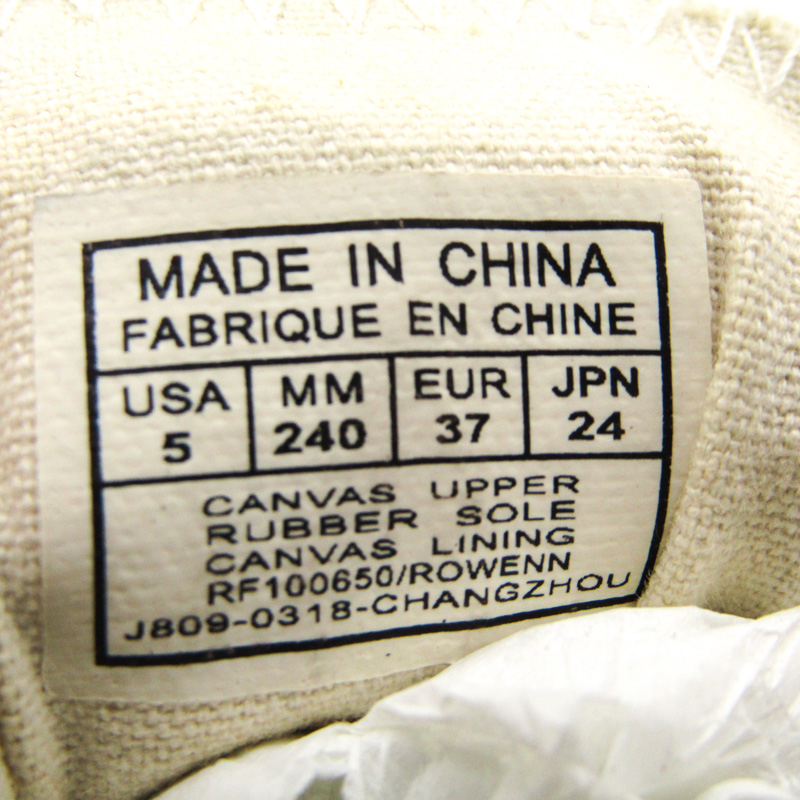 MADE IN CHINA
FABRIQUE EN CHINE
USA MM EUR JPN
5 240 37 24
CANVAS UPPER
RUBBER SOLE
CANVAS LINING
RF100650/ROWENN
J809-0318-CHANGZHOU